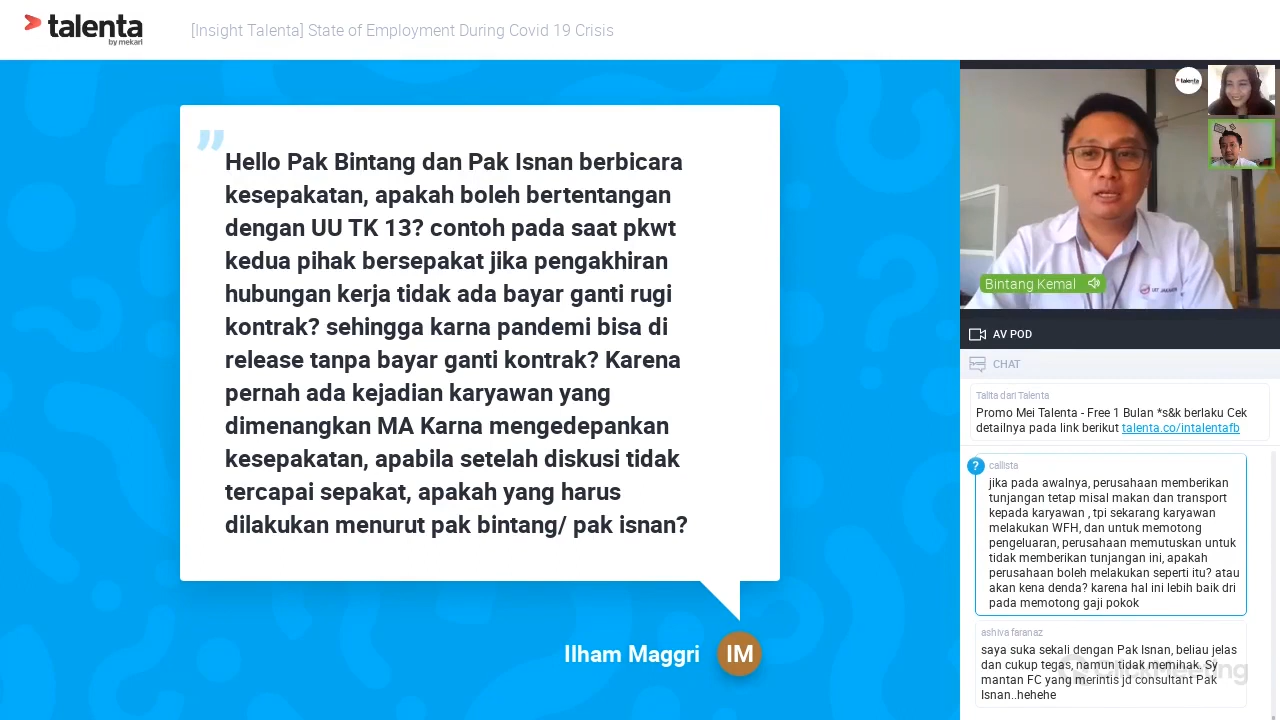 talenta
by mekari
[Insight Talenta] State of Employment During Covid 19 Crisis
Hello Pak Bintang dan Pak Isnan berbicara
kesepakatan, apakah boleh bertentangan
dengan UU TK 13? contoh pada saat pkwt
kedua pihak bersepakat jika pengakhiran
hubungan kerja tidak ada bayar ganti rugi
kontrak? sehingga karna pandemi bisa di
release tanpa bayar ganti kontrak? Karena
pernah ada kejadian karyawan yang
dimenangkan MA Karna mengedepankan
kesepakatan, apabila setelah diskusi tidak
tercapai sepakat, apakah yang harus
dilakukan menurut pak bintang/ pak isnan?
Ilham Maggri
IM
talenta
Bintang Kemal
AV POD
CHAT
Talita dari Talenta
Promo Mei Talenta - Free 1 Bulan *s&k berlaku Cek
detailnya pada link berikut talenta.co/intalentafb
?
callista
jika pada awalnya, perusahaan memberikan
tunjangan tetap misal makan dan transport
kepada karyawan , tpi sekarang karyawan
melakukan WFH, dan untuk memotong
pengeluaran, perusahaan memutuskan untuk
tidak memberikan tunjangan ini, apakah
perusahaan boleh melakukan seperti itu? atau
akan kena denda? karena hal ini lebih baik dri
pada memotong gaji pokok
ashiva faranaz
saya suka sekali dengan Pak Isnan, beliau jelas
dan cukup tegas, namun tidak memihak. Sy
mantan FC yang merintis jd consultant Pak
Isnan..hehehe
ClickMeeting